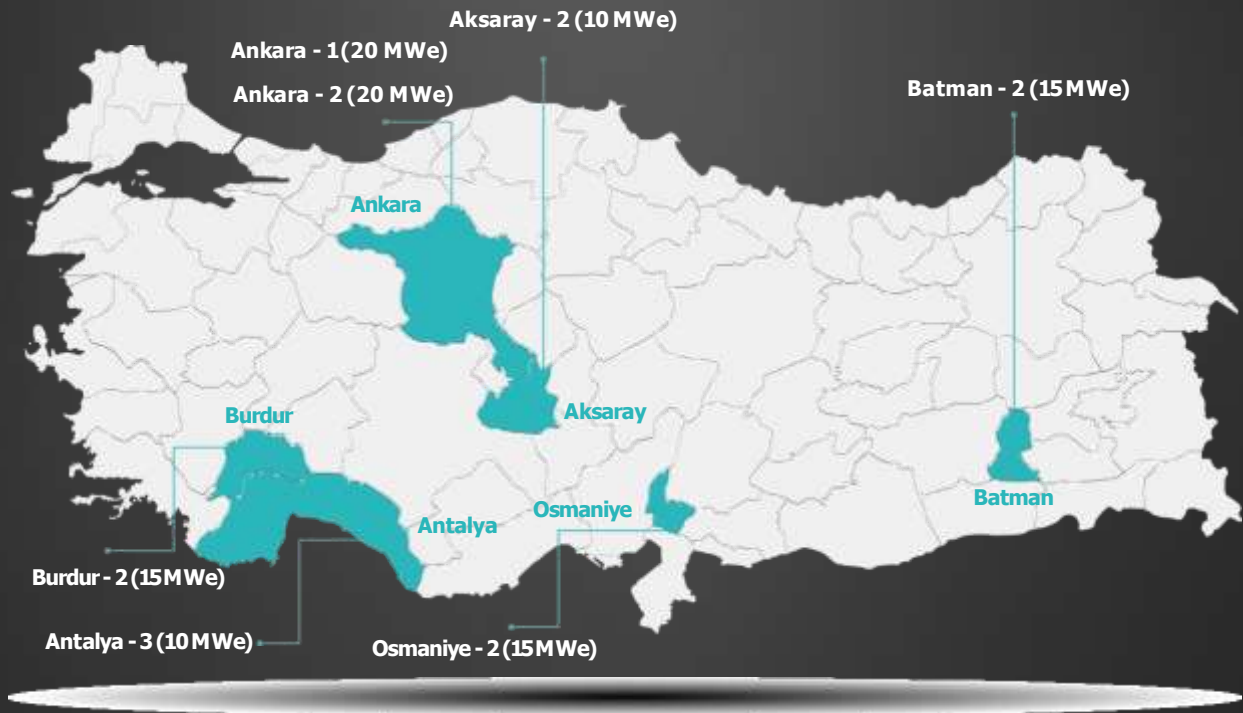 Aksaray - 2 (10 MWe)
Ankara - 1 (20 MWe)
Ankara - 2 (20 MWe)
Batman - 2 (15 MWe)
Ankara
Burdur
Aksaray
Batman
Osmaniye
Antalya
Burdur - 2 (15 MWe)
Antalya - 3 (10 MWe)
Osmaniye - 2 (15 MWe)